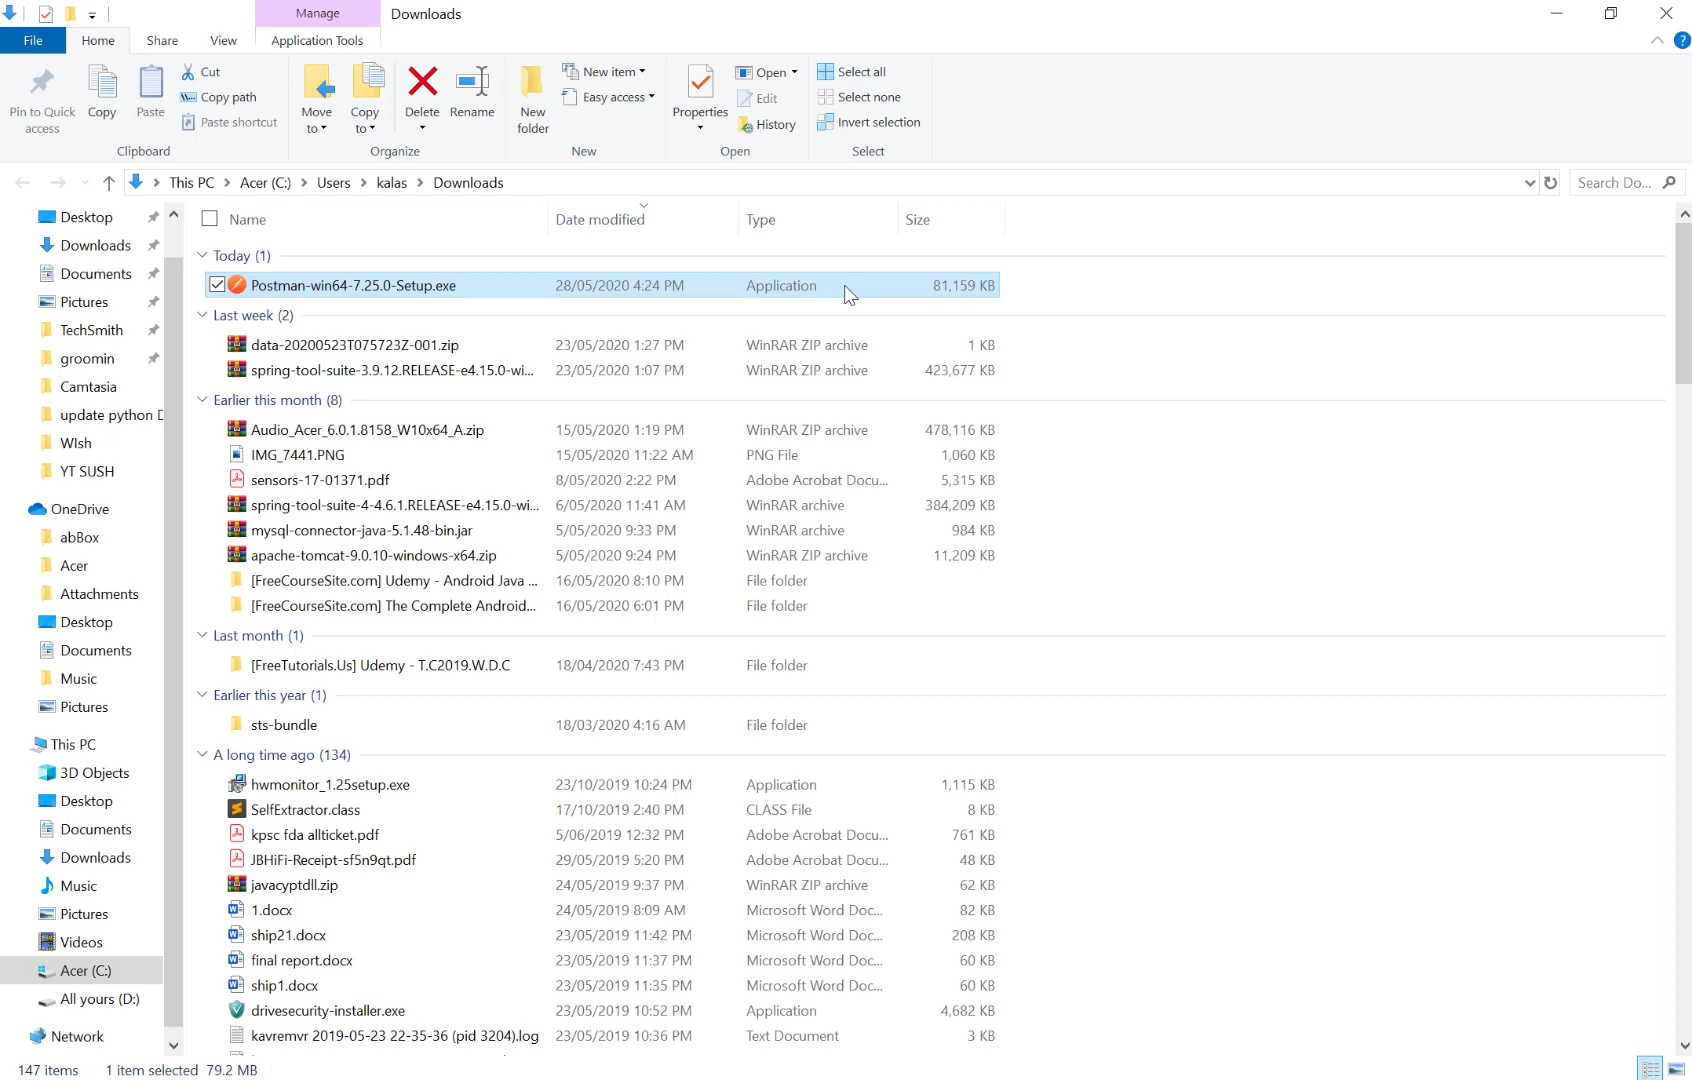 Manage Downloads
File Home Share View Application Tools
Pin to Quick access
Copy
Paste
Cut
Copy path
Paste shortcut
Clipboard
Move to
Copy to
Delete
Rename
Organize
New folder
New item
Easy access
New
Properties
Open
Edit
History
Open
Select all
Select none
Invert selection
Select
This PC > Acer (C:) > Users > kalas > Downloads
Search Do...
Desktop
Downloads
Documents
Pictures
TechSmith
groomin
Camtasia
update python
WIsh
YT SUSH
OneDrive
abBox
Acer
Attachments
Desktop
Documents
Music
Pictures
This PC
3D Objects
Desktop
Documents
Downloads
Music
Pictures
Videos
Acer (C:)
All yours (D:)
Network
Name Date modified Type Size
Today (1)
Postman-win64-7.25.0-Setup.exe 28/05/2020 4:24 PM Application 81,159 KB
Last week (2)
data-20200523T075723Z-001.zip 23/05/2020 1:27 PM WinRAR ZIP archive 1 KB
spring-tool-suite-3.9.12.RELEASE-e4.15.0-wi... 23/05/2020 1:07 PM WinRAR ZIP archive 423,677 KB
Earlier this month (8)
Audio_Acer_6.0.1.8158_W10x64_A.zip 15/05/2020 1:19 PM WinRAR ZIP archive 478,116 KB
IMG_7441.PNG 15/05/2020 11:22 AM PNG File 1,060 KB
sensors-17-01371.pdf 8/05/2020 2:22 PM Adobe Acrobat Docu... 5,315 KB
spring-tool-suite-4-4.6.1.RELEASE-e4.15.0-wi... 6/05/2020 11:41 AM WinRAR archive 384,209 KB
mysql-connector-java-5.1.48-bin.jar 5/05/2020 9:33 PM WinRAR archive 984 KB
apache-tomcat-9.0.10-windows-x64.zip 5/05/2020 9:24 PM WinRAR ZIP archive 11,209 KB
[FreeCourseSite.com] Udemy - Android Java ... 16/05/2020 8:10 PM File folder
[FreeCourseSite.com] The Complete Android... 16/05/2020 6:01 PM File folder
Last month (1)
[FreeTutorials.Us] Udemy - T.C2019.W.D.C 18/04/2020 7:43 PM File folder
Earlier this year (1)
sts-bundle 18/03/2020 4:16 AM File folder
A long time ago (134)
hwmonitor_1.25setup.exe 23/10/2019 10:24 PM Application 1,115 KB
SelfExtractor.class 17/10/2019 2:40 PM CLASS File 8 KB
kpsc fda allticket.pdf 5/06/2019 12:32 PM Adobe Acrobat Docu... 761 KB
JBHiFi-Receipt-sf5n9qt.pdf 29/05/2019 5:20 PM Adobe Acrobat Docu... 48 KB
javacyptdll.zip 24/05/2019 9:37 PM WinRAR ZIP archive 62 KB
1.docx 24/05/2019 8:09 AM Microsoft Word Doc... 82 KB
ship21.docx 23/05/2019 11:42 PM Microsoft Word Doc... 208 KB
final report.docx 23/05/2019 11:37 PM Microsoft Word Doc... 60 KB
ship1.docx 23/05/2019 11:35 PM Microsoft Word Doc... 60 KB
drivesecurity-installer.exe 23/05/2019 10:52 PM Application 4,682 KB
kavremvr 2019-05-23 22-35-36 (pid 3204).log 23/05/2019 10:36 PM Text Document 3 KB
147 items 1 item selected 79.2 MB